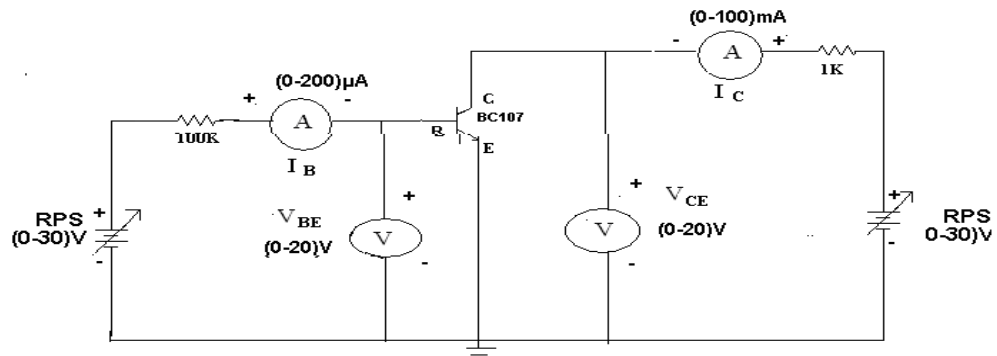 (0-100)mA
- A +
1K
I C
(0-200)µA
+ A -
100K
I B
C
BC107
B
E
RPS
(0-30)V
+
-
V BE
(0-20)V
+
V
-
+
V
-
V CE
(0-20)V
+
-
RPS
0-30)V